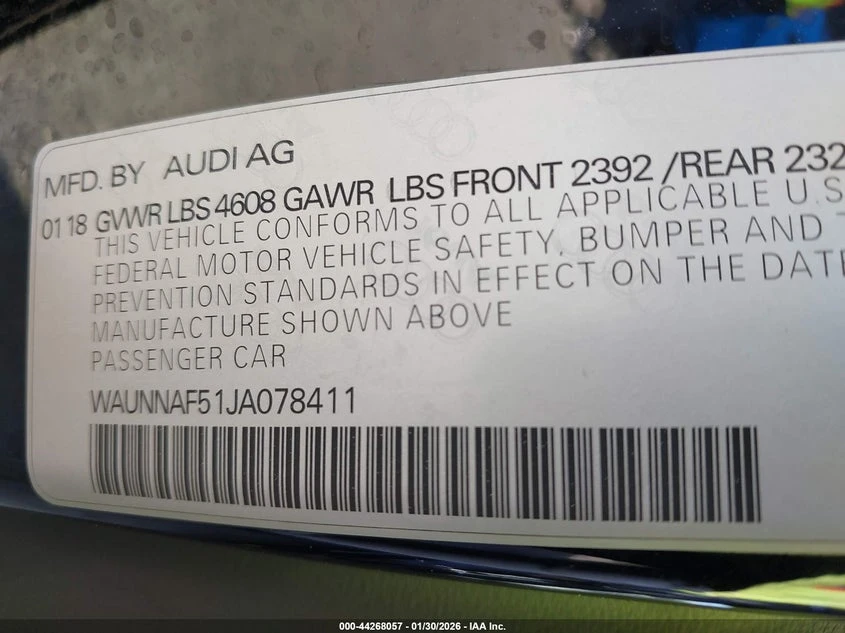 MFD. BY AUDI AG
01 18 GVWR LBS 4608 GAWR LBS FRONT 2392 /REAR 232
THIS VEHICLE CONFORMS TO ALL APPLICABLE U.S
FEDERAL MOTOR VEHICLE SAFETY, BUMPER AND T
PREVENTION STANDARDS IN EFFECT ON THE DATE
MANUFACTURE SHOWN ABOVE
PASSENGER CAR
WAUNNAF51JA078411
000-44268057 - 01/30/2026 - IAA Inc.